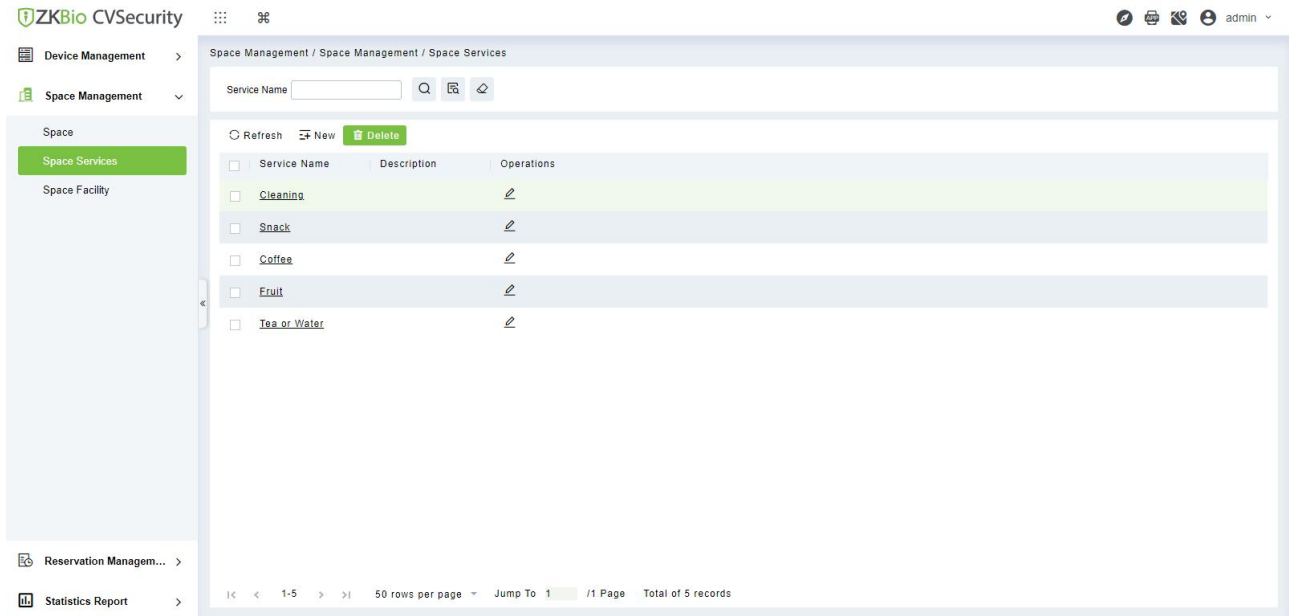 ZKBio CVSecurity
admin
Device Management
Space Management
Space
Space Services
Space Facility
Reservation Managem...
Statistics Report
Space Management / Space Management / Space Services
Service Name
Refresh New Delete
Service Name Description Operations
Cleaning
Snack
Coffee
Fruit
Tea or Water
1-5 50 rows per page Jump To 1 /1 Page Total of 5 records